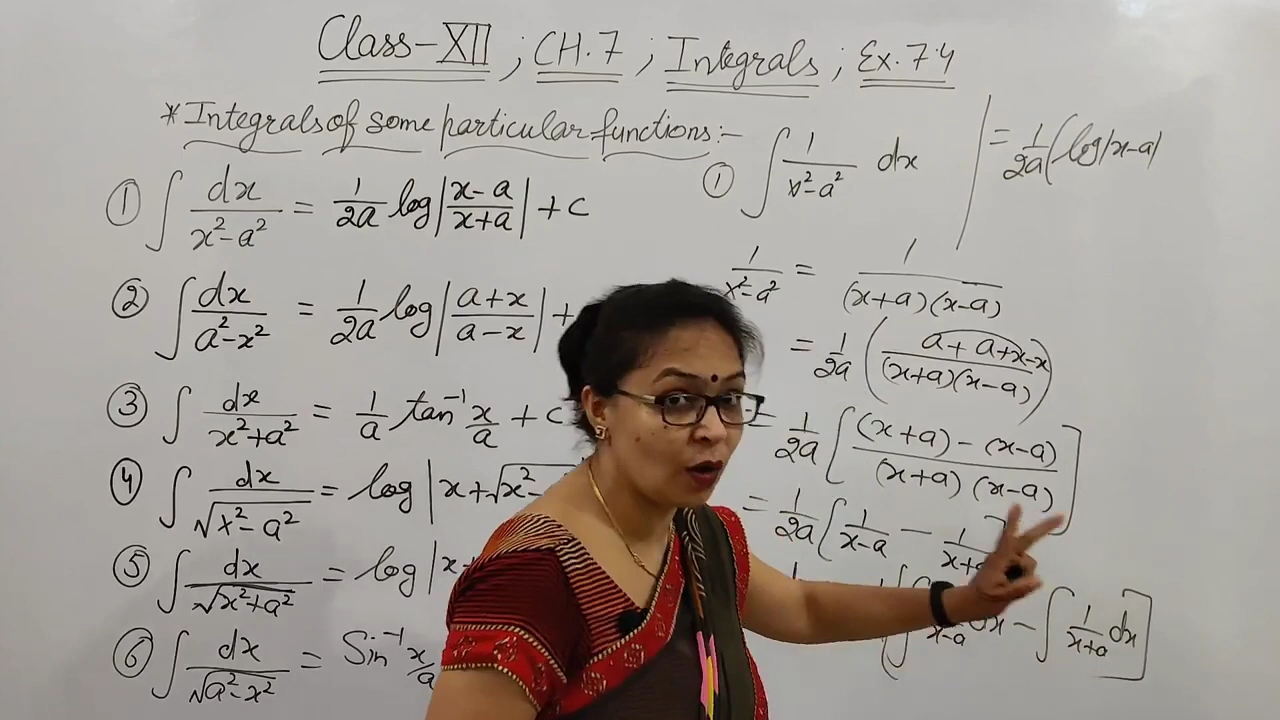 Class-XII ; CH.7 ; Integrals ; Ex. 7.4
*Integrals of some particular functions:-
① ∫ dx/(x²-a²) = 1/2a log|(x-a)/(x+a)| + c
② ∫ dx/(a²-x²) = 1/2a log|(a+x)/(a-x)| +
③ ∫ dx/(x²+a²) = 1/a tan⁻¹ x/a + c
④ ∫ dx/√(x²-a²) = log|x+√x²-
⑤ ∫ dx/√(x²+a²) = log|x+
⑥ ∫ dx/√(a²-x²) = Sin⁻¹ x/a
① ∫ 1/(x²-a²) dx
1/(x²-a²) = 1/((x+a)(x-a))
= 1/2a ((a+a+x-x)/((x+a)(x-a)))
= 1/2a [((x+a)-(x-a))/((x+a)(x-a))]
= 1/2a [1/(x-a) - 1/(x+a)
x-a - ∫ 1/(x+a) dx]
= 1/2a (log|x-a|